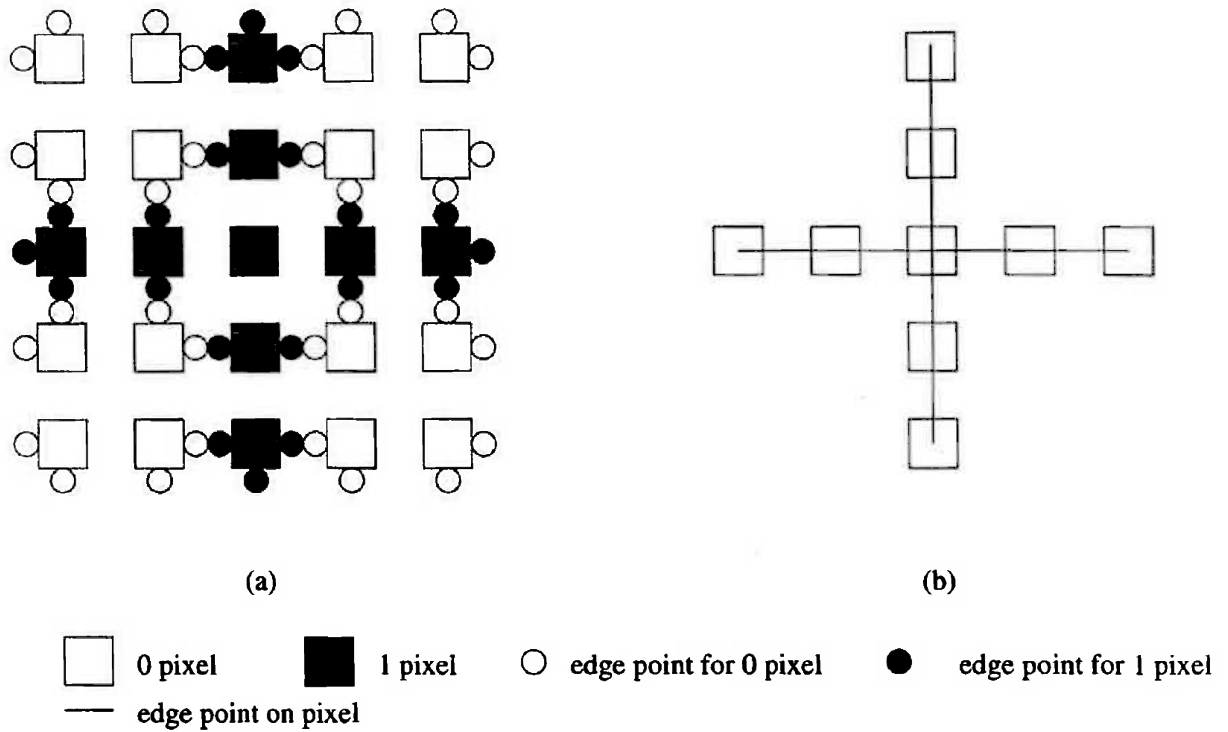 (a) (b)
0 pixel 1 pixel edge point for 0 pixel edge point for 1 pixel
edge point on pixel